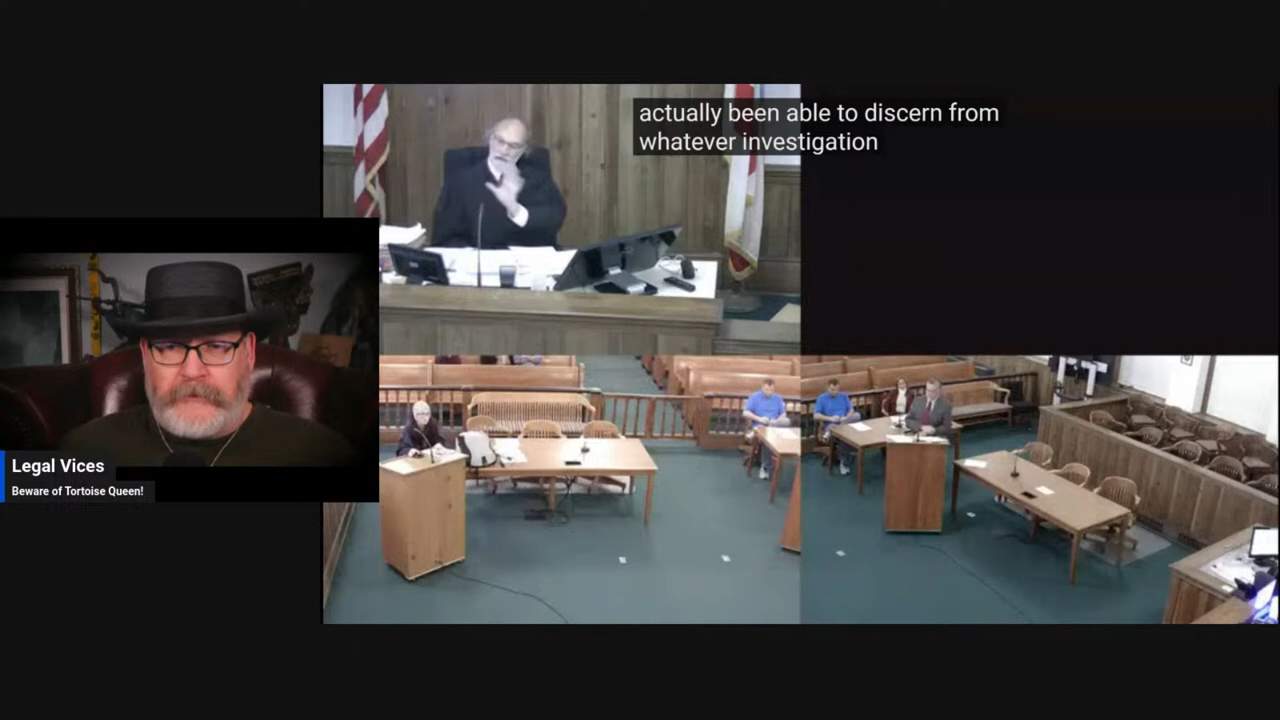 actually been able to discern from
whatever investigation
Legal Vices
Beware of Tortoise Queen!